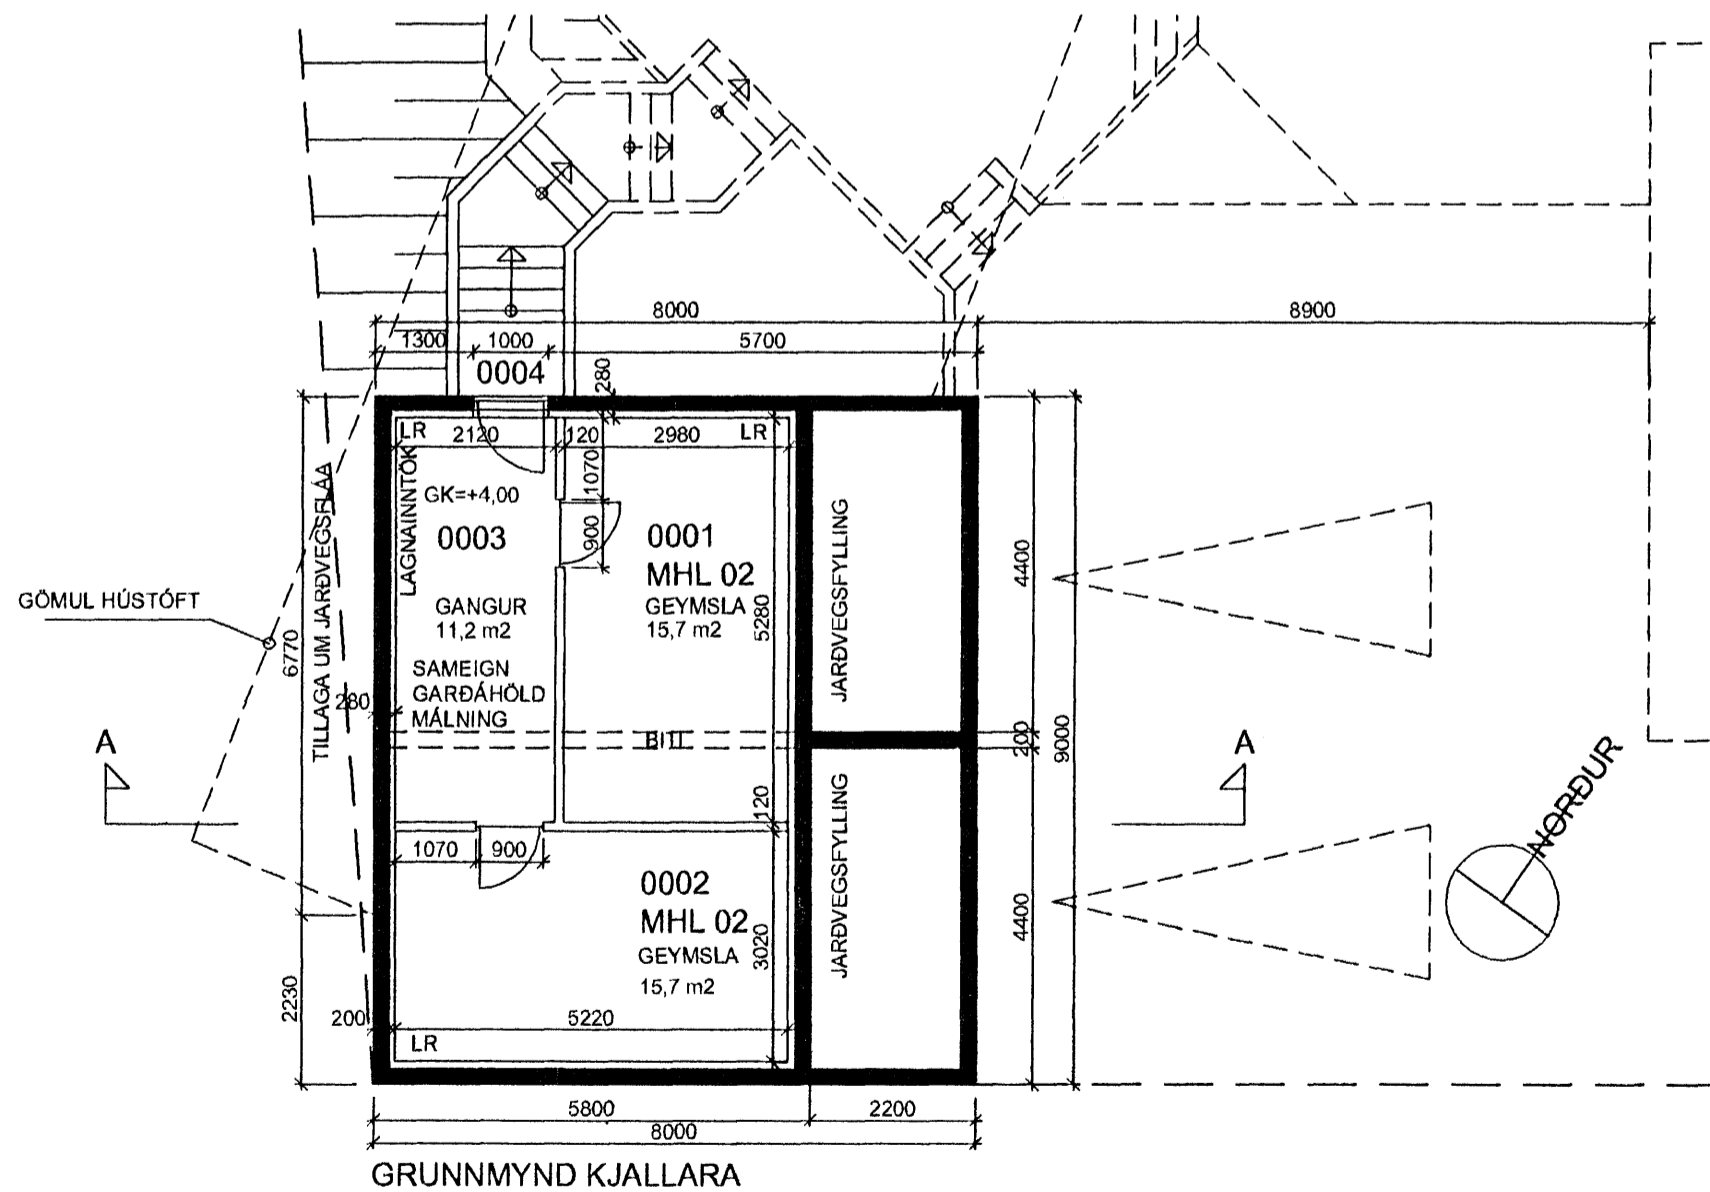 8000
8900
1300
1000
5700
0004
280
LR
2120
120
2980
LR
LAGNAINNTÖK
1070
GK=+4,00
0003
900
0001
MHL 02
GEYMSLA
15,7 m2
5280
GANGUR
11,2 m2
SAMEIGN
GARÐÁHÖLD
MÁLNING
JARÐVEGSFYLLING
4400
GÖMUL HÚSTÓFT
6770
TILLAGA UM JARÐVEGSFLÁA
280
A
BITI
200
9000
A
NORÐUR
120
1070
900
JARÐVEGSFYLLING
0002
MHL 02
GEYMSLA
15,7 m2
3020
4400
2230
200
5220
LR
5800
2200
8000
GRUNNMYND KJALLARA